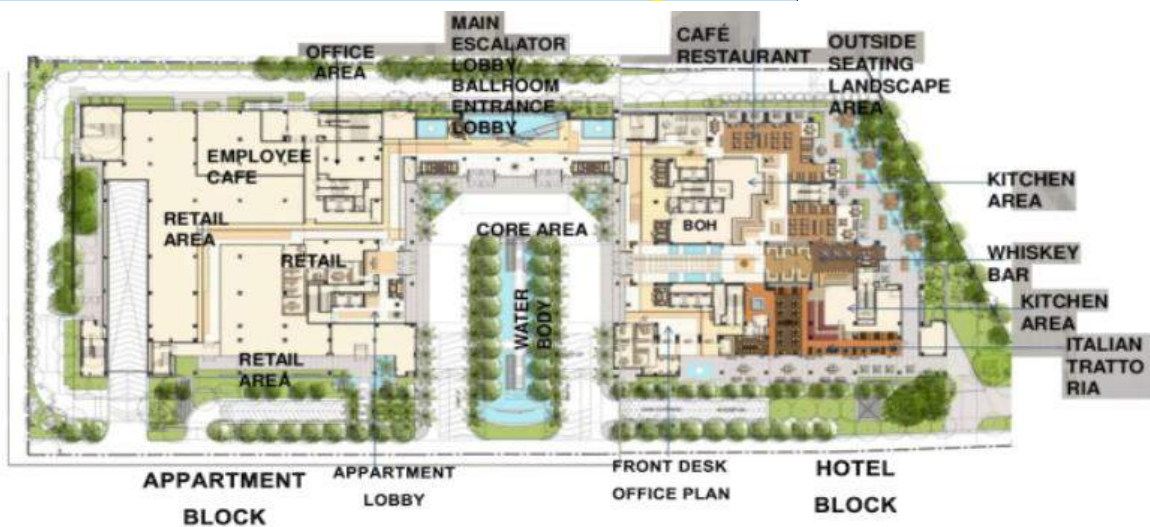 MAIN
ESCALATOR
LOBBY/
BALLROOM
ENTRANCE
LOBBY
OFFICE
AREA
CAFÉ
RESTAURANT
OUTSIDE
SEATING
LANDSCAPE
AREA
EMPLOYEE
CAFE
KITCHEN
AREA
RETAIL
AREA
CORE AREA
BOH
RETAIL
WHISKEY
BAR
WATER
BODY
KITCHEN
AREA
RETAIL
AREA
ITALIAN
TRATTO
RIA
APPARTMENT
BLOCK
APPARTMENT
LOBBY
FRONT DESK
OFFICE PLAN
HOTEL
BLOCK